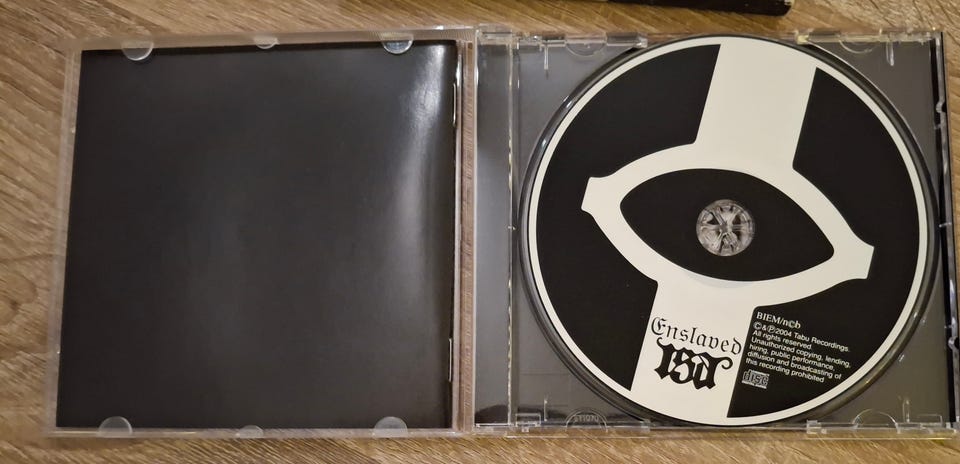 Enslaved
Isa
BIEM/n©b
©&℗2004 Tabu Recordings.
All rights reserved.
Unauthorized copying, lending,
hiring, public performance,
diffusion and broadcasting of
this recording prohibited
disc